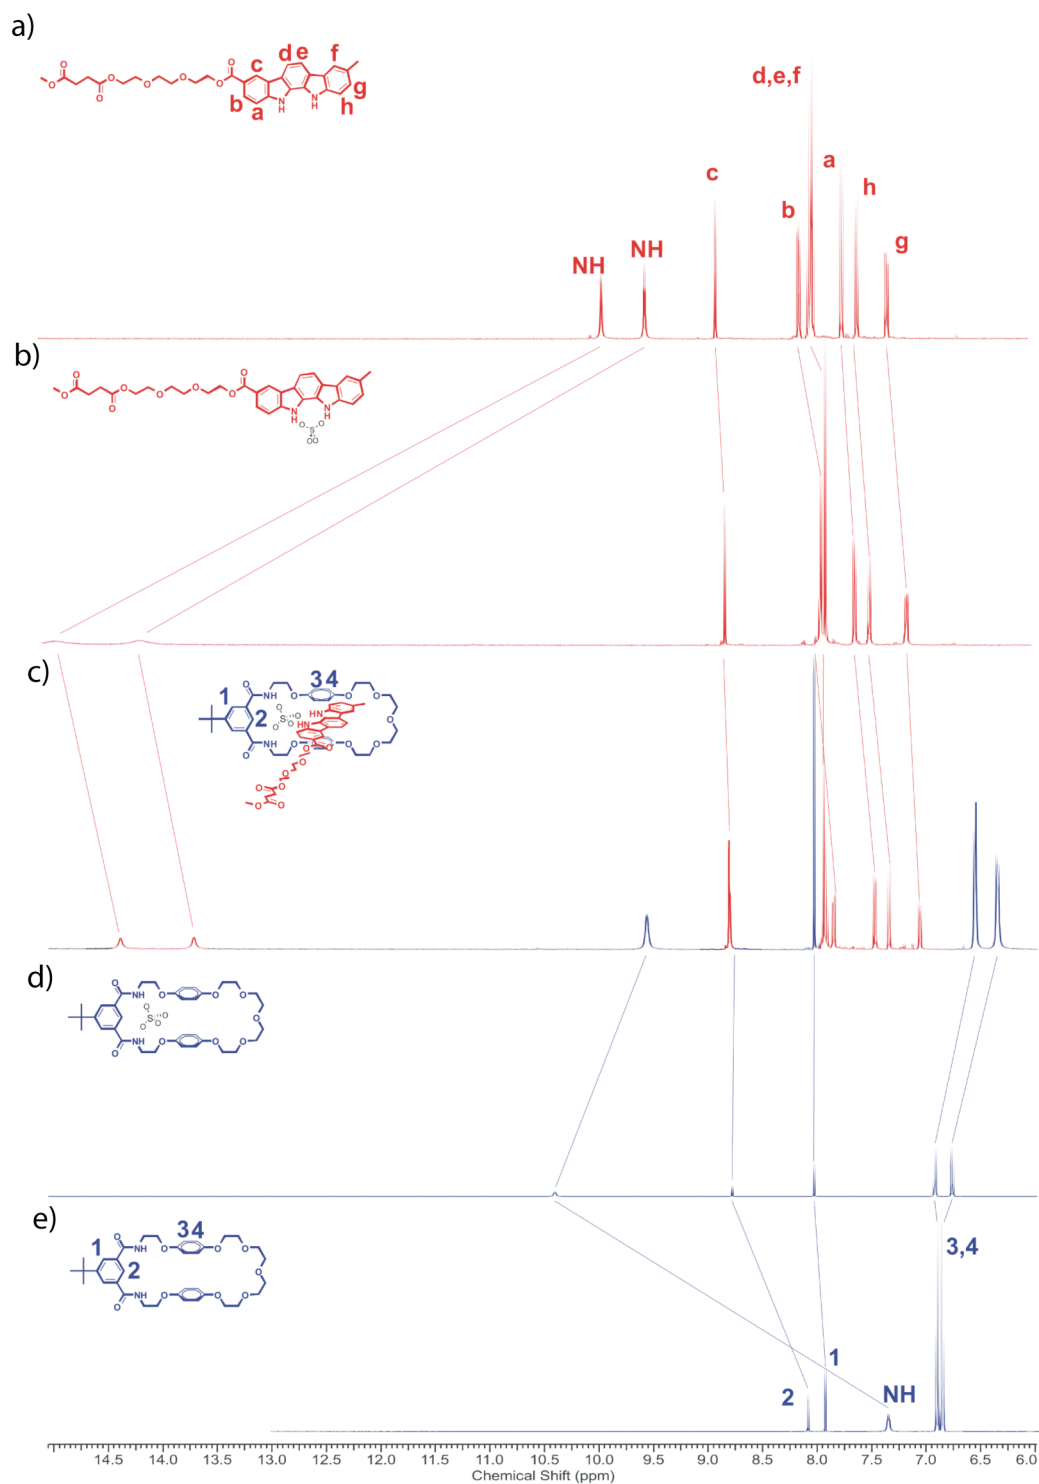 a)
O O O O O O O
d e f
c g
b a h
N H N H
d,e,f
a
c h
b g
NH NH
b)
O O O O O O O
N H N H
O S O
OO
c)
3 4
1 2
O NH O O O
O S O O O
HN HN
O NH O O O O
O
d)
O NH O O O
O S O O O
O NH O O O
e)
3 4
1 2
O NH O O O
O
O NH O O O
3,4
1
2 NH
14.5 14.0 13.5 13.0 12.5 12.0 11.5 11.0 10.5 10.0 9.5 9.0 8.5 8.0 7.5 7.0 6.5 6.0
Chemical Shift (ppm)